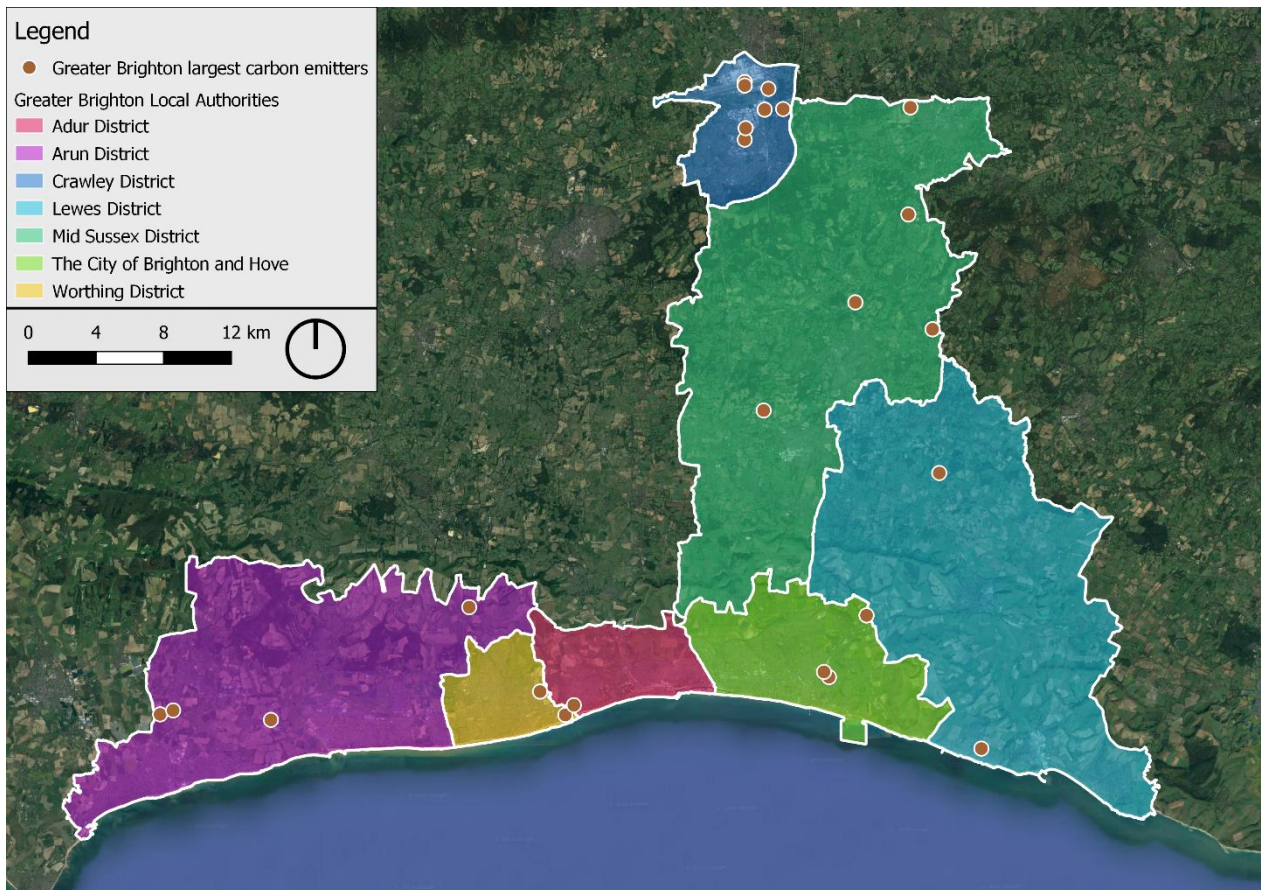 Legend
Greater Brighton largest carbon emitters
Greater Brighton Local Authorities
Adur District
Arun District
Crawley District
Lewes District
Mid Sussex District
The City of Brighton and Hove
Worthing District
0 4 8 12 km